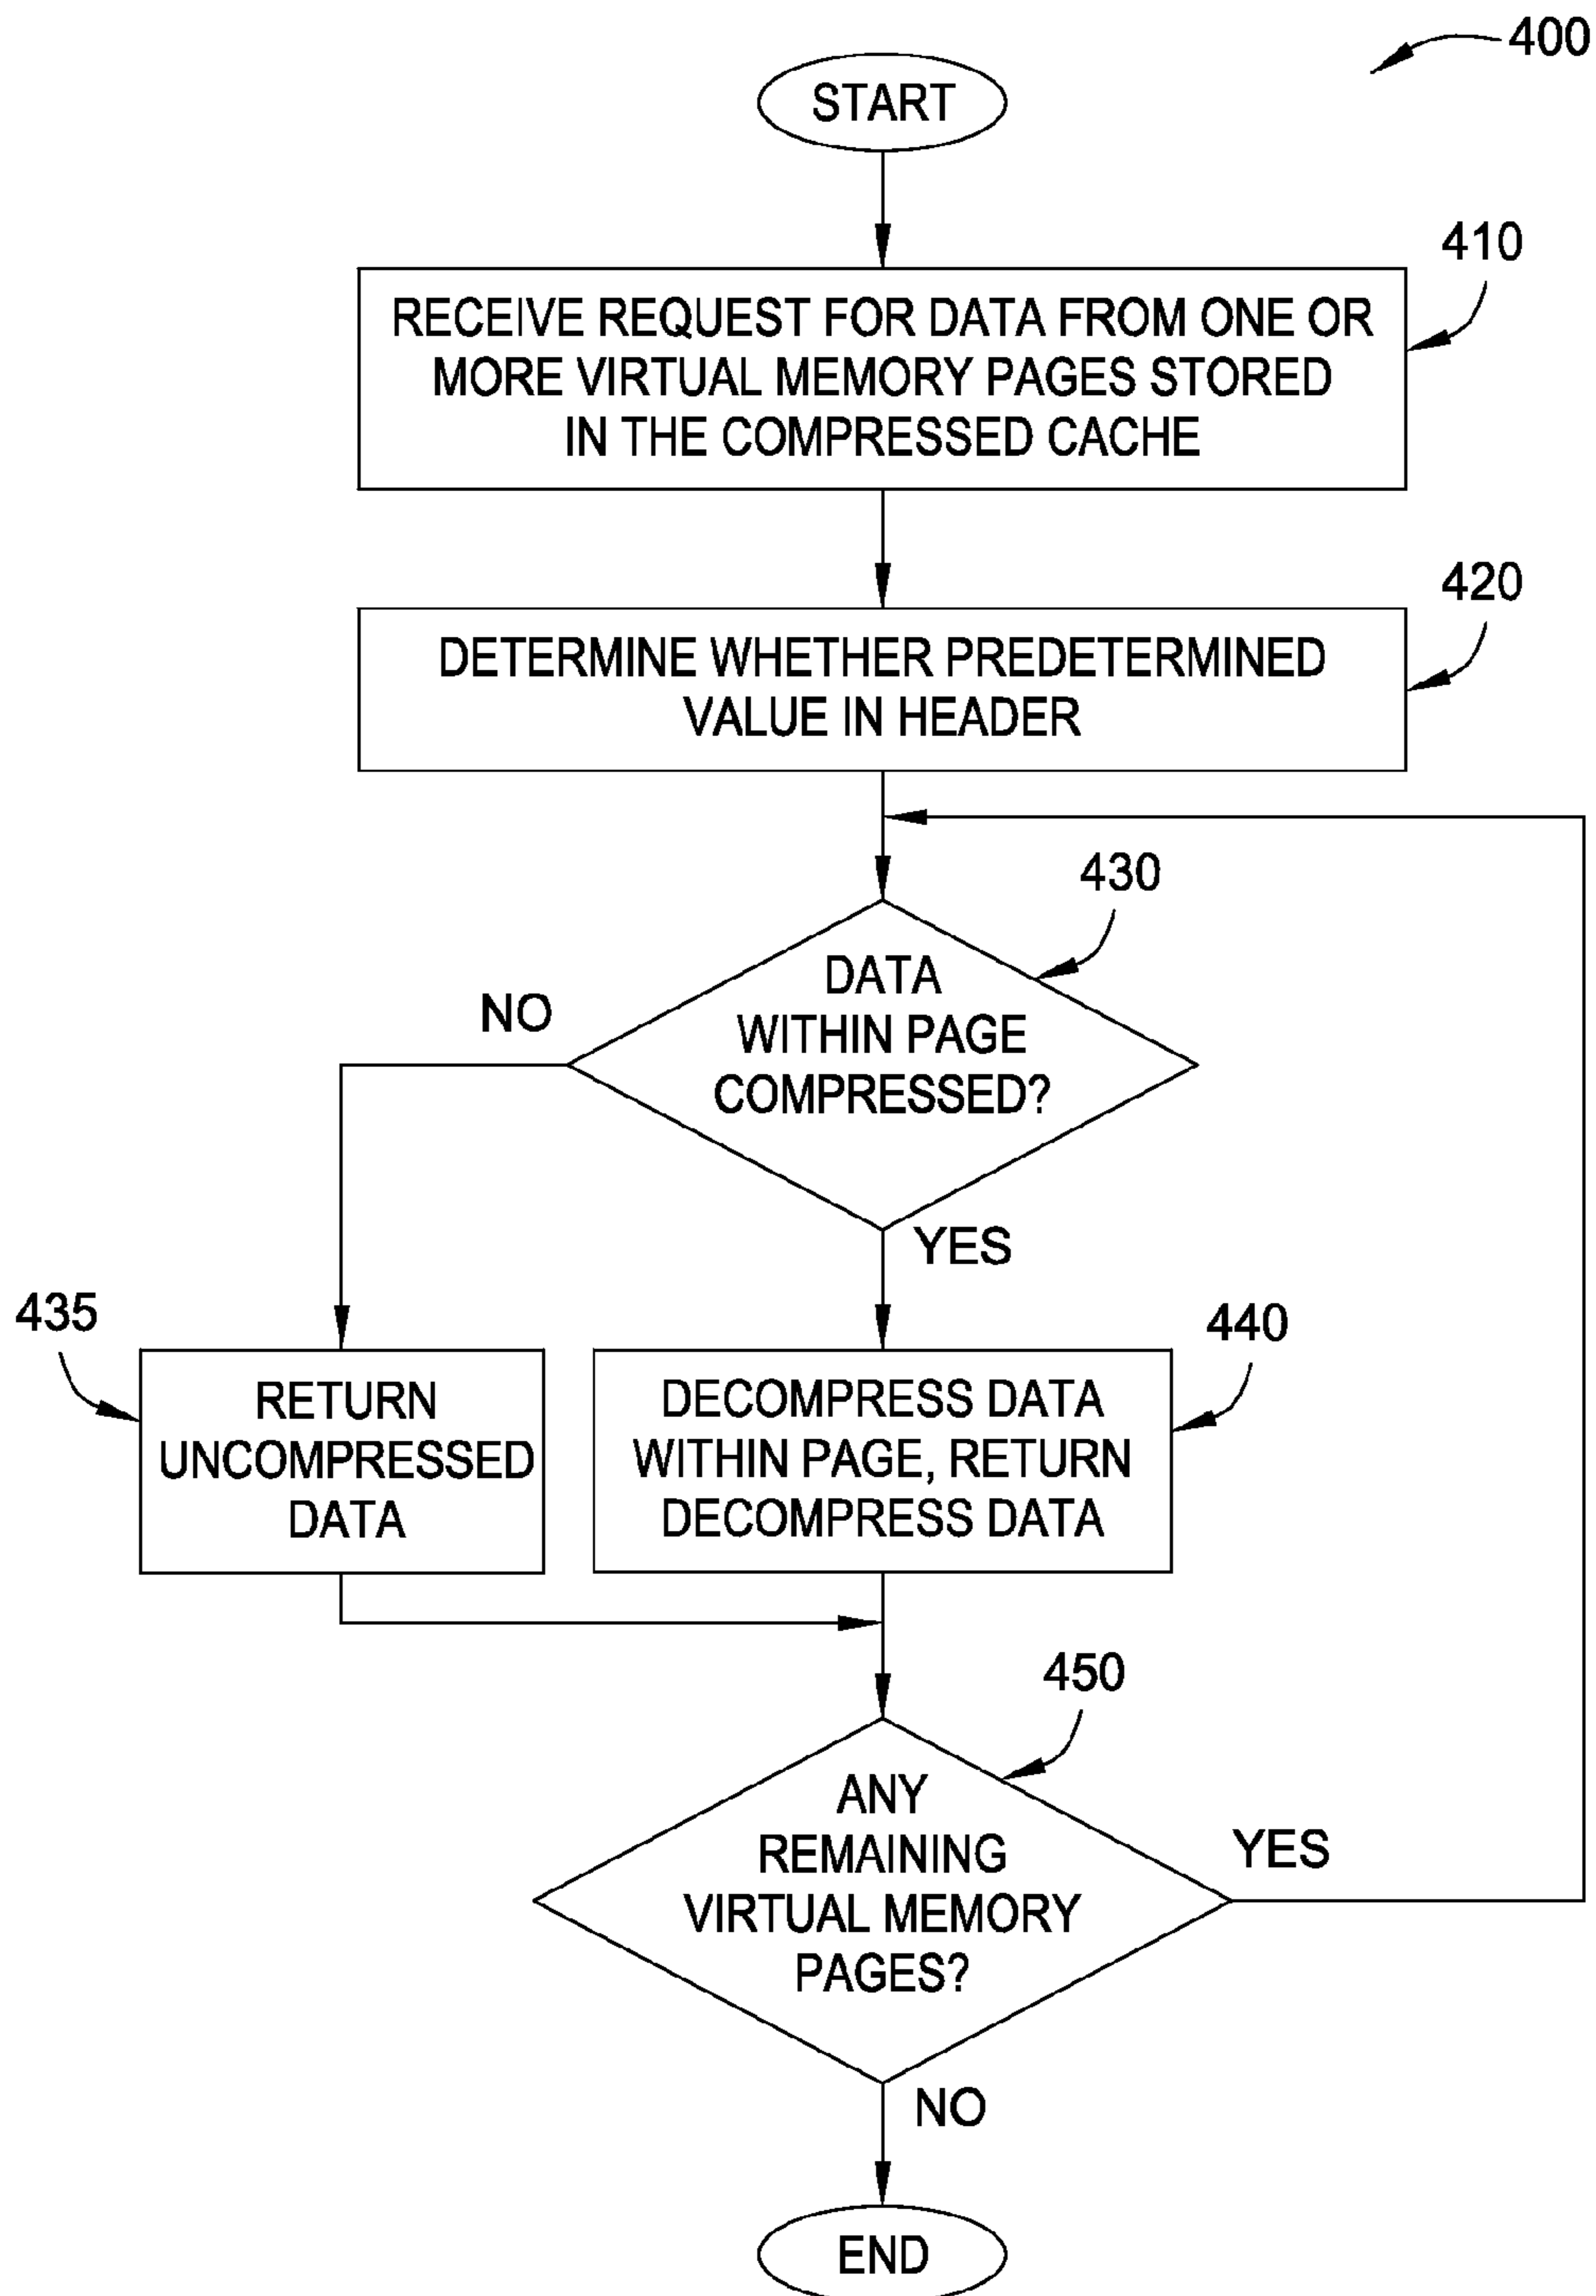 400
START
410
RECEIVE REQUEST FOR DATA FROM ONE OR
MORE VIRTUAL MEMORY PAGES STORED
IN THE COMPRESSED CACHE
420
DETERMINE WHETHER PREDETERMINED
VALUE IN HEADER
430
DATA
WITHIN PAGE
COMPRESSED?
NO
YES
435
RETURN
UNCOMPRESSED
DATA
440
DECOMPRESS DATA
WITHIN PAGE, RETURN
DECOMPRESS DATA
450
ANY
REMAINING
VIRTUAL MEMORY
PAGES?
YES
NO
END